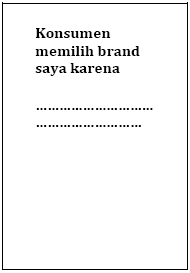 Konsumen
memilih brand
saya karena
…………………………
………………………